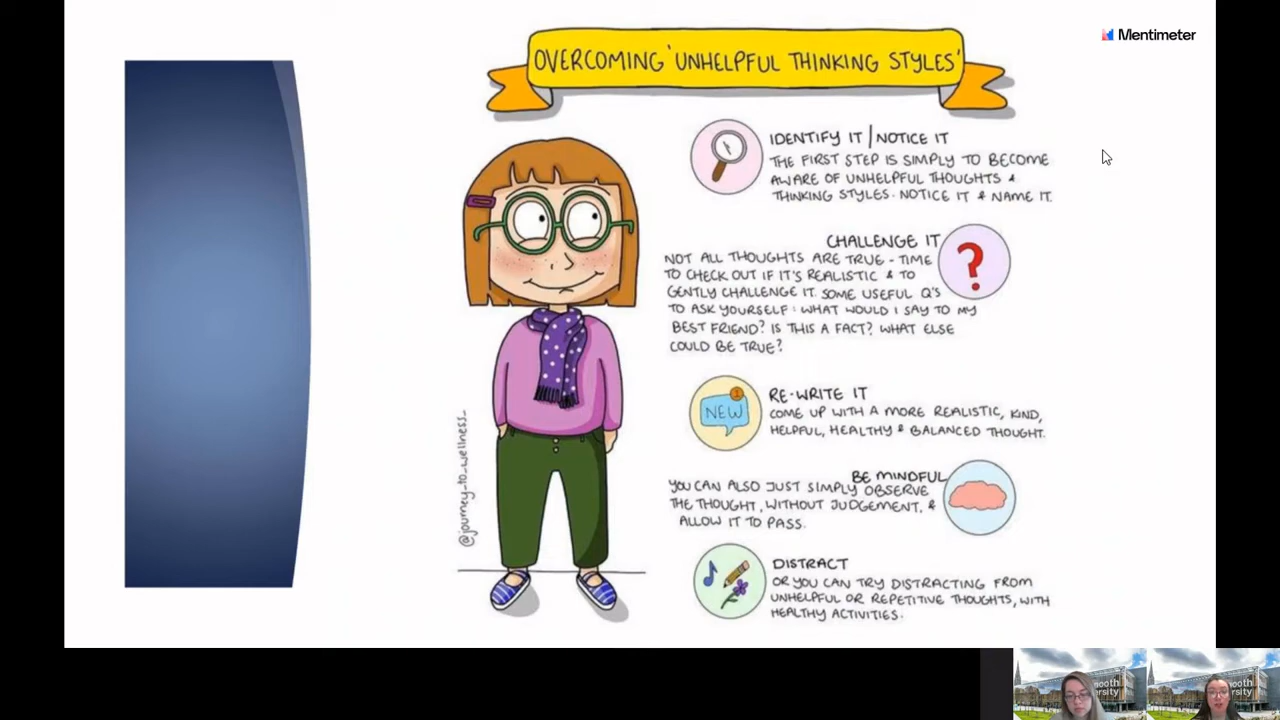 Mentimeter
OVERCOMING 'UNHELPFUL THINKING STYLES'
IDENTIFY IT/NOTICE IT
THE FIRST STEP IS SIMPLY TO BECOME
AWARE OF UNHELPFUL THOUGHTS &
THINKING STYLES. NOTICE IT & NAME IT.
CHALLENGE IT
NOT ALL THOUGHTS ARE TRUE - TIME
TO CHECK OUT IF IT'S REALISTIC & TO
GENTLY CHALLENGE IT. SOME USEFUL Q'S
TO ASK YOURSELF: WHAT WOULD I SAY TO MY
BEST FRIEND? IS THIS A FACT? WHAT ELSE
COULD BE TRUE?
NEW
RE-WRITE IT
COME UP WITH A MORE REALISTIC, KIND,
HELPFUL, HEALTHY & BALANCED THOUGHT.
BE MINDFUL
YOU CAN ALSO JUST SIMPLY OBSERVE
THE THOUGHT, WITHOUT JUDGEMENT, &
ALLOW IT TO PASS.
DISTRACT
OR YOU CAN TRY DISTRACTING FROM
UNHELPFUL OR REPETITIVE THOUGHTS, WITH
HEALTHY ACTIVITIES.
@journey_to_wellness_